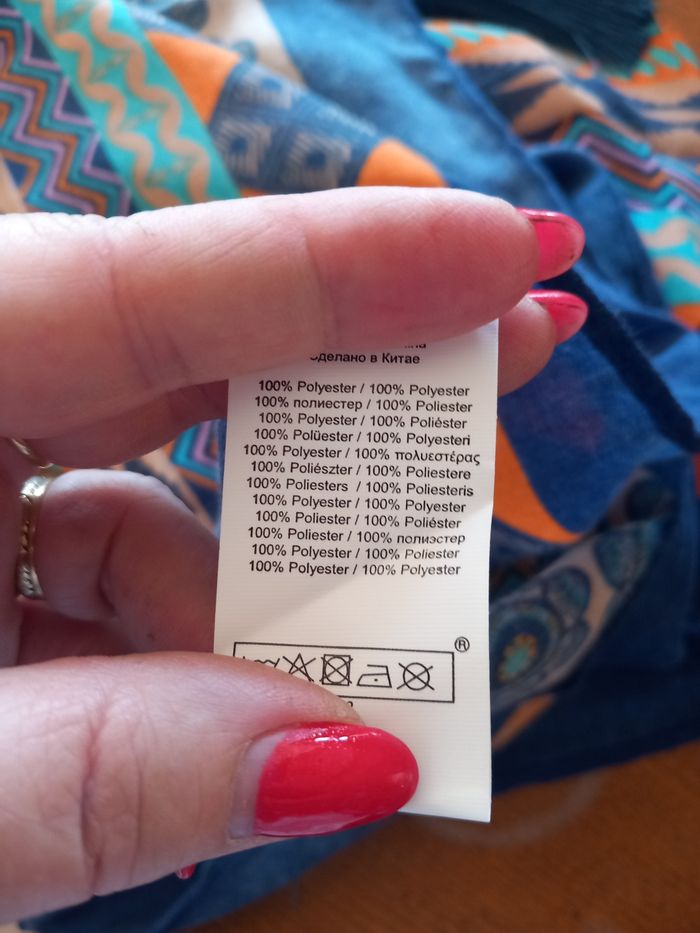 Сделано в Китае
100% Polyester / 100% Polyester
100% полиестер / 100% Poliester
100% Polyester / 100% Poliéster
100% Polüester / 100% Polyesteri
100% Polyester / 100% πολυεστέρας
100% Poliészter / 100% Poliestere
100% Poliesters / 100% Poliesteris
100% Polyester / 100% Polyester
100% Poliester / 100% Poliéster
100% Poliester / 100% полиэстер
100% Polyester / 100% Poliester
100% Polyester / 100% Polyester
®